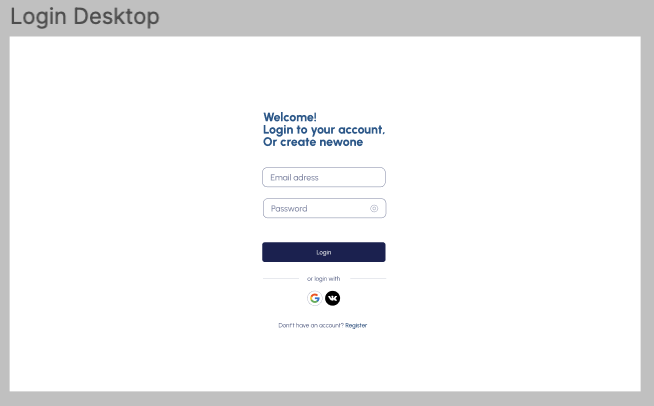 Login Desktop
Welcome!
Login to your account,
Or create newone
Email adress
Password
Login
or login with
Don't have an account? Register